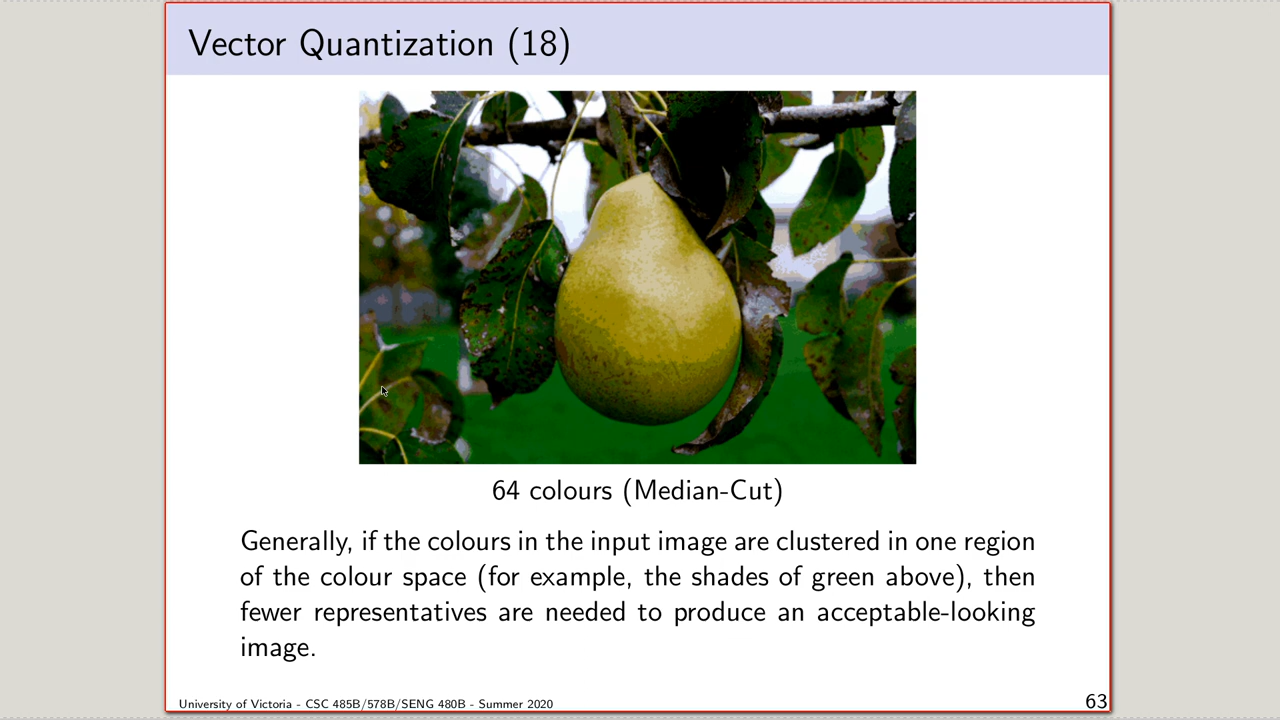 Vector Quantization (18)
64 colours (Median-Cut)
Generally, if the colours in the input image are clustered in one region
of the colour space (for example, the shades of green above), then
fewer representatives are needed to produce an acceptable-looking
image.
University of Victoria - CSC 485B/578B/SENG 480B - Summer 2020
63